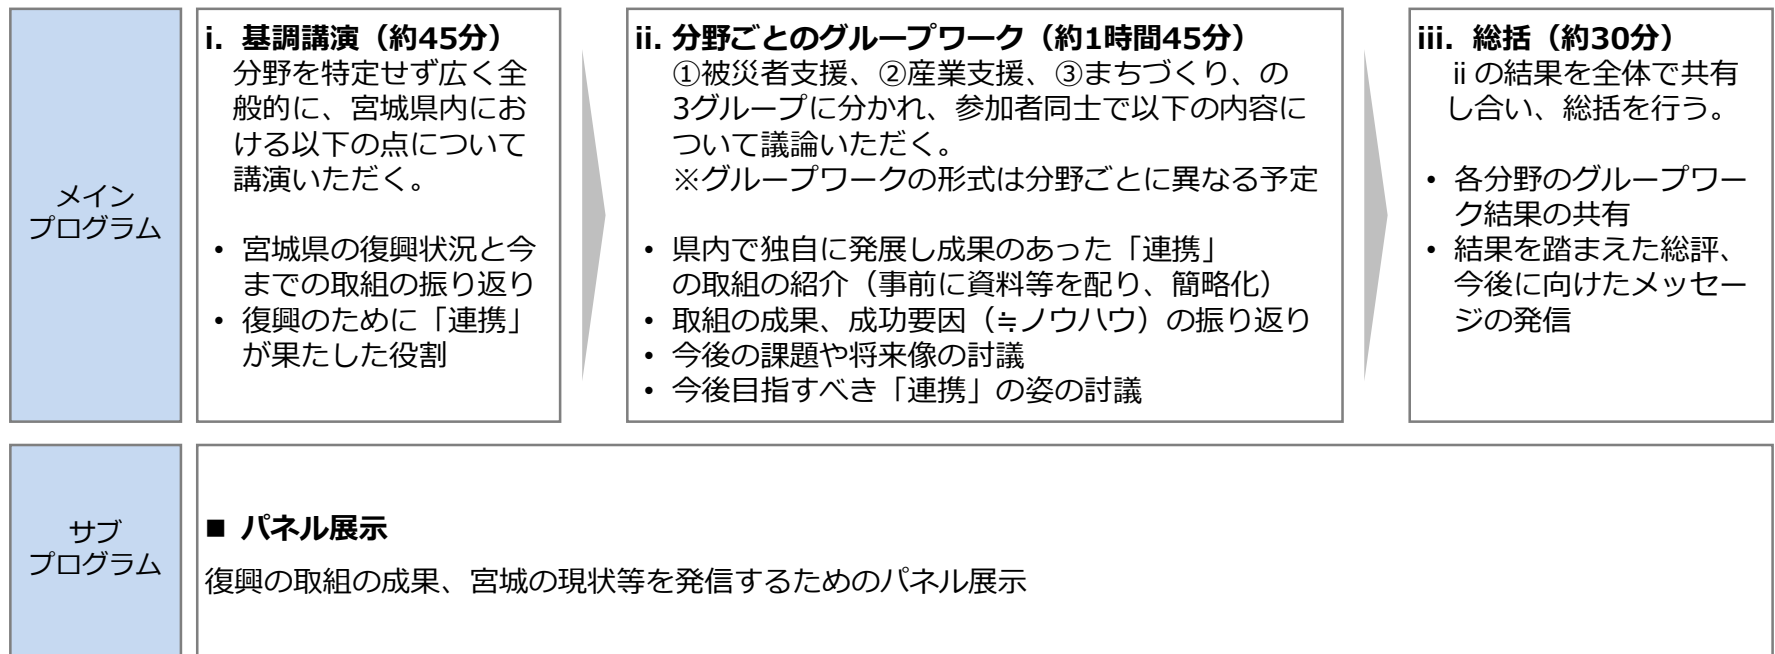 メイン
プログラム
i. 基調講演（約45分）
分野を特定せず広く全
般的に、宮城県内にお
ける以下の点について
講演いただく。
• 宮城県の復興状況と今
までの取組の振り返り
• 復興のために「連携」
が果たした役割
ii. 分野ごとのグループワーク（約1時間45分）
①被災者支援、②産業支援、③まちづくり、の
3グループに分かれ、参加者同士で以下の内容に
ついて議論いただく。
※グループワークの形式は分野ごとに異なる予定
• 県内で独自に発展し成果のあった「連携」
の取組の紹介（事前に資料等を配り、簡略化）
• 取組の成果、成功要因（≒ノウハウ）の振り返り
• 今後の課題や将来像の討議
• 今後目指すべき「連携」の姿の討議
iii. 総括（約30分）
ⅱの結果を全体で共有
し合い、総括を行う。
• 各分野のグループワー
ク結果の共有
• 結果を踏まえた総評、
今後に向けたメッセー
ジの発信
サブ
プログラム
■ パネル展示
復興の取組の成果、宮城の現状等を発信するためのパネル展示